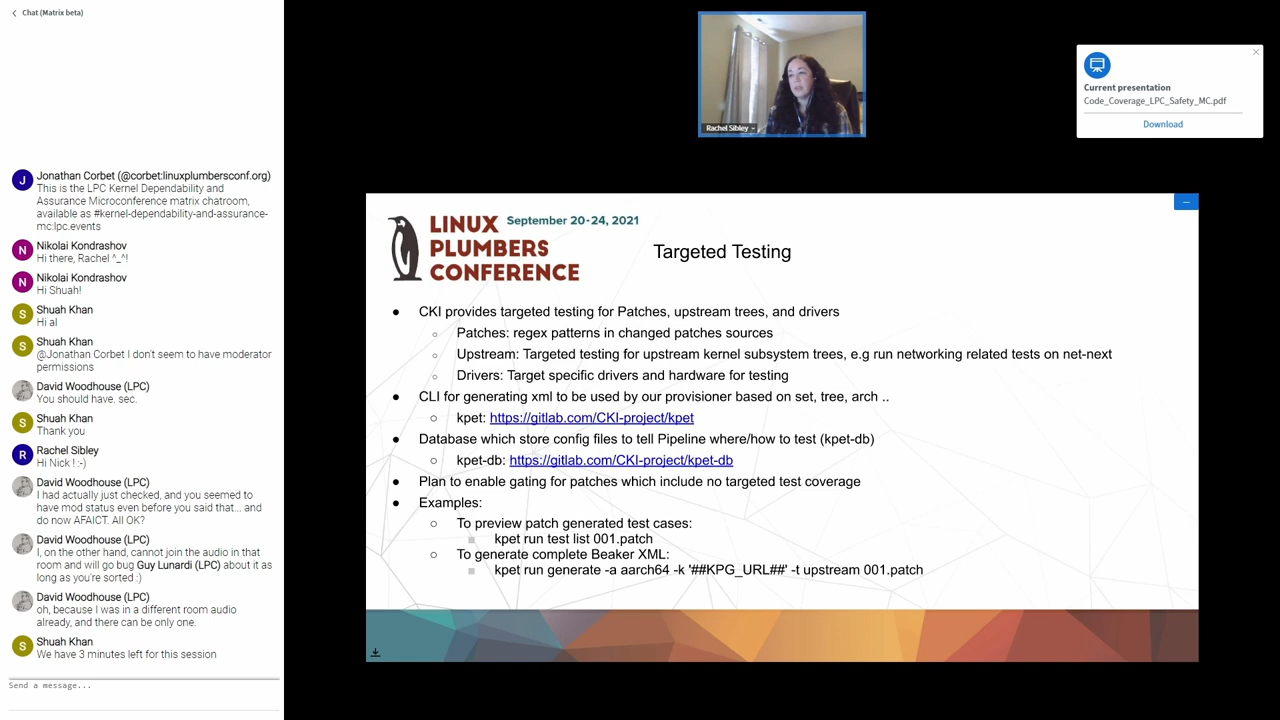 Chat (Matrix beta)
Jonathan Corbet (@corbet:linuxplumbersconf.org)
This is the LPC Kernel Dependability and
Assurance Microconference matrix chatroom,
available as #kernel-dependability-and-assurance-
mc:lpc.events
Nikolai Kondrashov
Hi there, Rachel ^_^!
Nikolai Kondrashov
Hi Shuah!
Shuah Khan
Hi al
Shuah Khan
@Jonathan Corbet I don't seem to have moderator
permissions
David Woodhouse (LPC)
You should have. sec.
Shuah Khan
Thank you
Rachel Sibley
Hi Nick ! :-)
David Woodhouse (LPC)
I had actually just checked, and you seemed to
have mod status even before you said that... and
do now AFAICT. All OK?
David Woodhouse (LPC)
I, on the other hand, cannot join the audio in that
room and will go bug Guy Lunardi (LPC) about it as
long as you're sorted :)
David Woodhouse (LPC)
oh, because I was in a different room audio
already, and there can be only one.
Shuah Khan
We have 3 minutes left for this session
Send a message...
J
N
N
S
S
S
R
S
Rachel Sibley
Current presentation
Code_Coverage_LPC_Safety_MC.pdf
Download
LINUX
PLUMBERS
CONFERENCE
September 20-24, 2021
Targeted Testing
● CKI provides targeted testing for Patches, upstream trees, and drivers
○ Patches: regex patterns in changed patches sources
○ Upstream: Targeted testing for upstream kernel subsystem trees, e.g run networking related tests on net-next
○ Drivers: Target specific drivers and hardware for testing
● CLI for generating xml to be used by our provisioner based on set, tree, arch ..
○ kpet: https://gitlab.com/CKI-project/kpet
● Database which store config files to tell Pipeline where/how to test (kpet-db)
○ kpet-db: https://gitlab.com/CKI-project/kpet-db
● Plan to enable gating for patches which include no targeted test coverage
● Examples:
○ To preview patch generated test cases:
■ kpet run test list 001.patch
○ To generate complete Beaker XML:
■ kpet run generate -a aarch64 -k '##KPG_URL##' -t upstream 001.patch